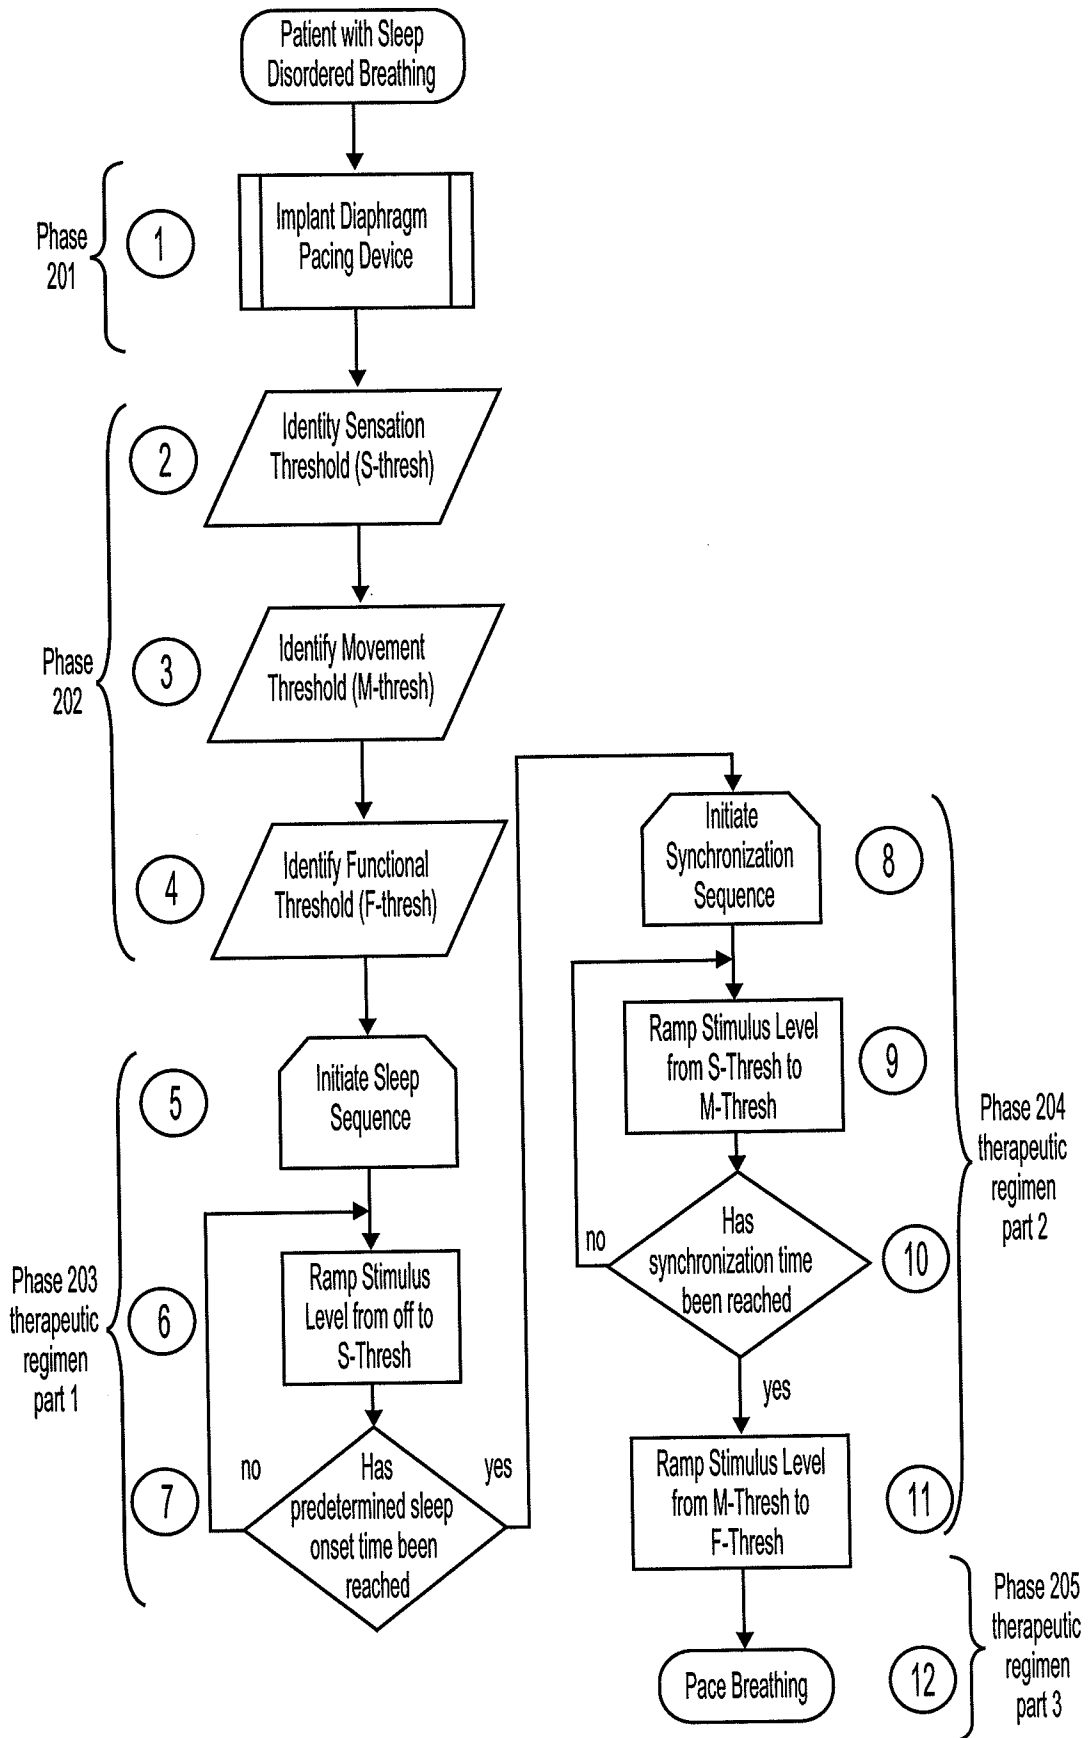 Patient with Sleep
Disordered Breathing
Phase
201
1
Implant Diaphragm
Pacing Device
Phase
202
2
Identity Sensation
Threshold (S-thresh)
3
Identify Movement
Threshold (M-thresh)
4
Identify Functional
Threshold (F-thresh)
Phase 203
therapeutic
regimen
part 1
5
Initiate Sleep
Sequence
6
Ramp Stimulus
Level from off to
S-Thresh
7
no
Has
predetermined sleep
onset time been
reached
yes
Initiate
Synchronization
Sequence
8
Ramp Stimulus Level
from S-Thresh to
M-Thresh
9
no
Has
synchronization time
been reached
10
yes
Ramp Stimulus Level
from M-Thresh to
F-Thresh
11
Phase 204
therapeutic
regimen
part 2
Pace Breathing
12
Phase 205
therapeutic
regimen
part 3